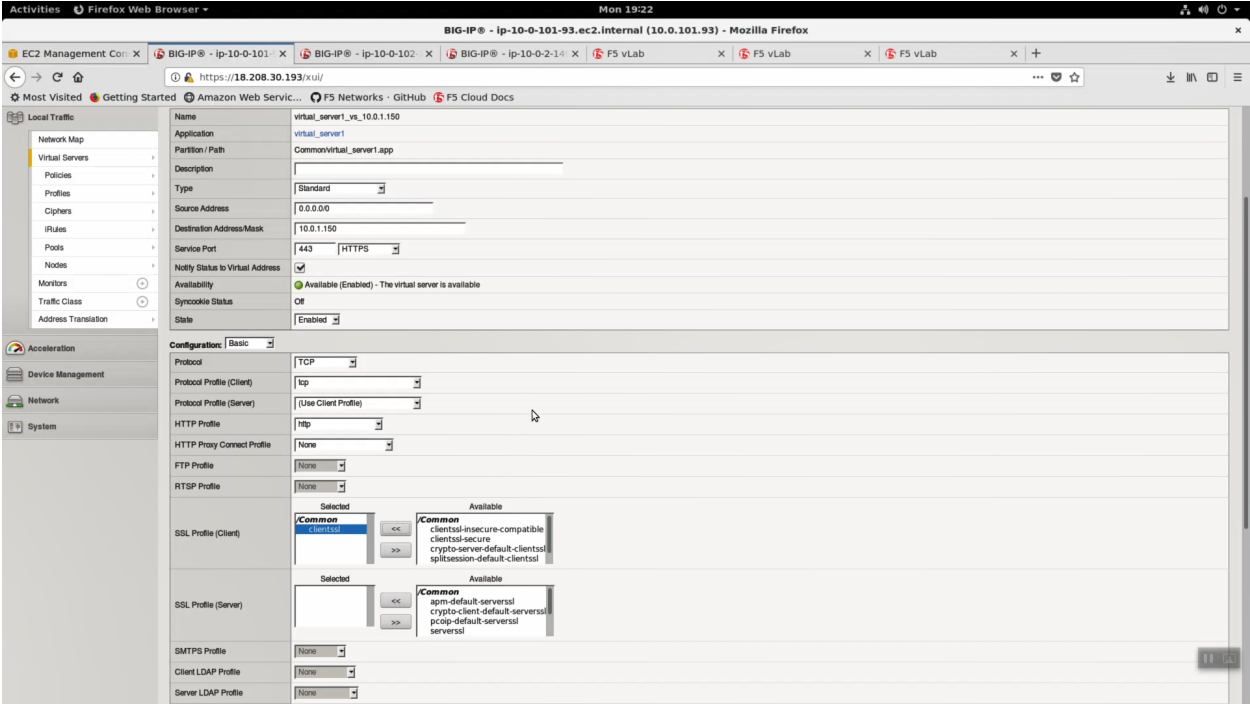 Activities Firefox Web Browser Mon 19:22
BIG-IP® - ip-10-0-101-93.ec2.internal (10.0.101.93) - Mozilla Firefox
EC2 Management Con BIG-IP® - ip-10-0-101- BIG-IP® - ip-10-0-102- BIG-IP® - ip-10-0-2-14 F5 vLab F5 vLab F5 vLab
https://18.208.30.193/xui/
Most Visited Getting Started Amazon Web Servic... F5 Networks · GitHub F5 Cloud Docs
Local Traffic
Network Map
Virtual Servers
Policies
Profiles
Ciphers
iRules
Pools
Nodes
Monitors
Traffic Class
Address Translation
Acceleration
Device Management
Network
System
Name virtual_server1_vs_10.0.1.150
Application virtual_server1
Partition / Path Common/virtual_server1.app
Description
Type Standard
Source Address 0.0.0.0/0
Destination Address/Mask 10.0.1.150
Service Port 443 HTTPS
Notify Status to Virtual Address
Availability Available (Enabled) - The virtual server is available
Syncookie Status Off
State Enabled
Configuration: Basic
Protocol TCP
Protocol Profile (Client) tcp
Protocol Profile (Server) (Use Client Profile)
HTTP Profile http
HTTP Proxy Connect Profile None
FTP Profile None
RTSP Profile None
SSL Profile (Client)
Selected
/Common
clientssl
<<
>>
Available
/Common
clientssl-insecure-compatible
clientssl-secure
crypto-server-default-clientssl
splitsession-default-clientssl
SSL Profile (Server)
Selected
<<
>>
Available
/Common
apm-default-serverssl
crypto-client-default-serverssl
pcoip-default-serverssl
serverssl
SMTPS Profile None
Client LDAP Profile None
Server LDAP Profile None